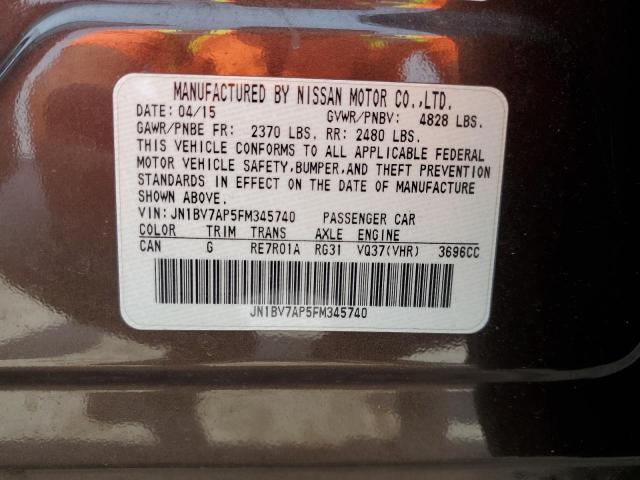 MANUFACTURED BY NISSAN MOTOR CO.,LTD.
DATE: 04/15 GVWR/PNBV: 4828 LBS.
GAWR/PNBE FR: 2370 LBS. RR: 2480 LBS.
THIS VEHICLE CONFORMS TO ALL APPLICABLE FEDERAL
MOTOR VEHICLE SAFETY,BUMPER,AND THEFT PREVENTION
STANDARDS IN EFFECT ON THE DATE OF MANUFACTURE
SHOWN ABOVE.
VIN:JN1BV7AP5FM345740 PASSENGER CAR
COLOR TRIM TRANS AXLE ENGINE
CAN G RE7R01A RG31 VQ37(VHR) 3696CC
JN1BV7AP5FM345740